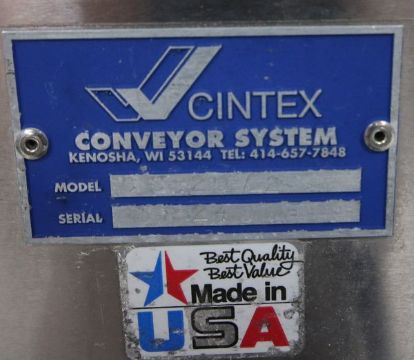 CINTEX
CONVEYOR SYSTEM
KENOSHA, WI 53144 TEL: 414-657-7848
MODEL
SERIAL
Best Quality
Best Value
Made in
USA